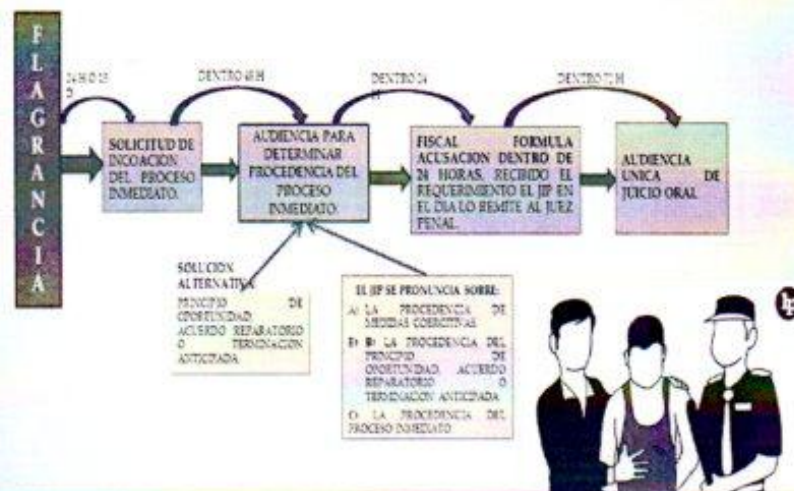 FLAGRANCIA
DENTRO 48 H
DENTRO 24
H
DENTRO 72 H
SOLICITUD DE
INCOACION
DEL PROCESO
INMEDIATO.
AUDIENCIA PARA
DETERMINAR
PROCEDENCIA DEL
PROCESO
INMEDIATO.
FISCAL FORMULA
ACUSACION DENTRO DE
24 HORAS, RECIBIDO EL
REQUERIMIENTO EL JIP EN
EL DIA LO REMITE AL JUEZ
PENAL.
AUDIENCIA
UNICA DE
JUICIO ORAL
SOLUCION
ALTERNATIVA
PRINCIPIO DE
OPORTUNIDAD,
ACUERDO REPARATORIO
O TERMINACION
ANTICIPADA
EL JIP SE PRONUNCIA SOBRE:
A) LA PROCEDENCIA DE
MEDIDAS COERCITIVAS
B) B) LA PROCEDENCIA DEL
PRINCIPIO DE
OPORTUNIDAD, ACUERDO
REPARATORIO O
TERMINACION ANTICIPADA
C) LA PROCEDENCIA DEL
PROCESO INMEDIATO